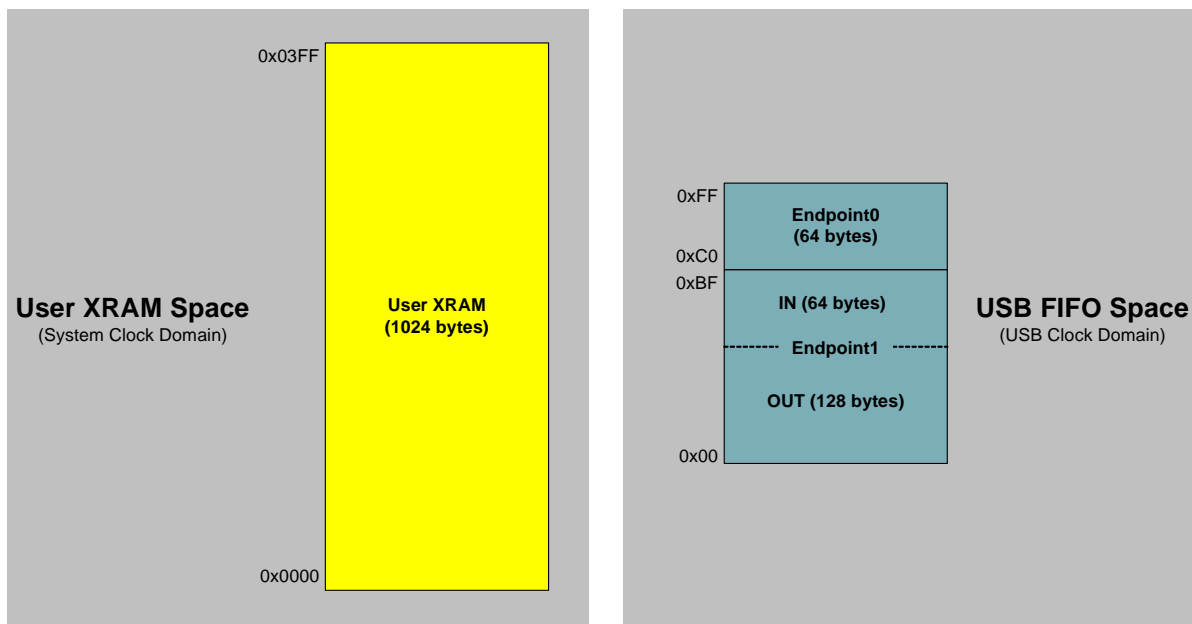 0x03FF
User XRAM Space
(System Clock Domain)
User XRAM
(1024 bytes)
0x0000
0xFF
Endpoint0
(64 bytes)
0xC0
0xBF
IN (64 bytes)
Endpoint1
OUT (128 bytes)
0x00
USB FIFO Space
(USB Clock Domain)